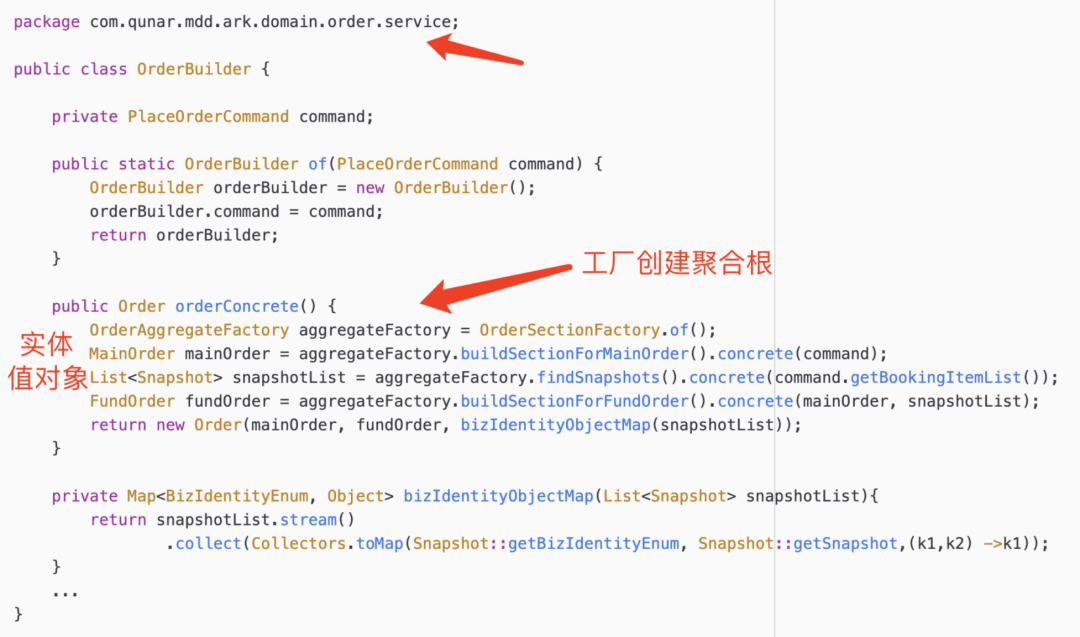 package com.qunar.mdd.ark.domain.order.service;
public class OrderBuilder {
private PlaceOrderCommand command;
public static OrderBuilder of(PlaceOrderCommand command) {
OrderBuilder orderBuilder = new OrderBuilder();
orderBuilder.command = command;
return orderBuilder;
}
工厂创建聚合根
public Order orderConcrete() {
实体
值对象
OrderAggregateFactory aggregateFactory = OrderSectionFactory.of();
MainOrder mainOrder = aggregateFactory.buildSectionForMainOrder().concrete(command);
List<Snapshot> snapshotList = aggregateFactory.findSnapshots().concrete(command.getBookingItemList());
FundOrder fundOrder = aggregateFactory.buildSectionForFundOrder().concrete(mainOrder, snapshotList);
return new Order(mainOrder, fundOrder, bizIdentityObjectMap(snapshotList));
}
private Map<BizIdentityEnum, Object> bizIdentityObjectMap(List<Snapshot> snapshotList){
return snapshotList.stream()
.collect(Collectors.toMap(Snapshot::getBizIdentityEnum, Snapshot::getSnapshot,(k1,k2) ->k1));
}
...
}